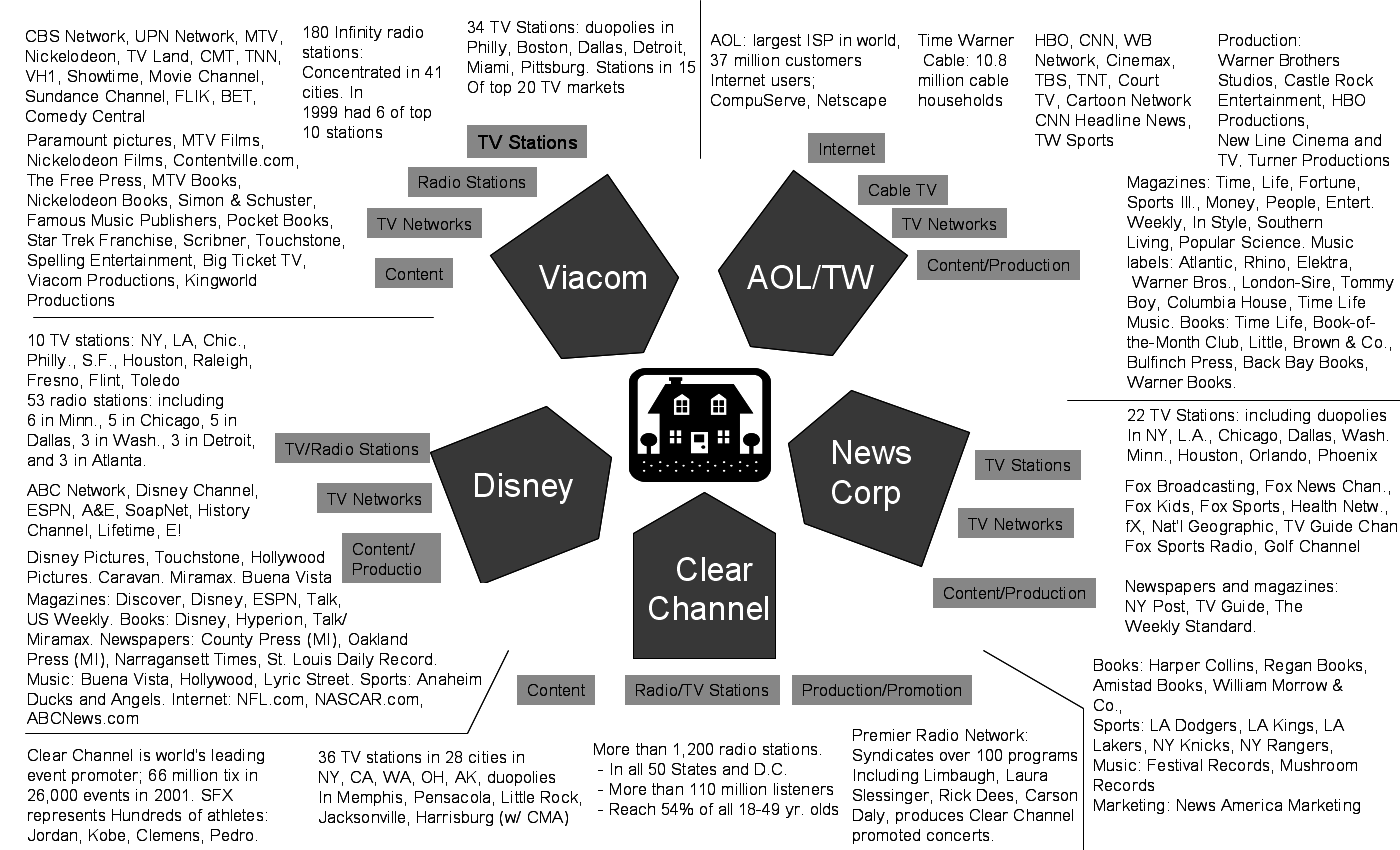 CBS Network, UPN Network, MTV,
Nickelodeon, TV Land, CMT, TNN,
VH1, Showtime, Movie Channel,
Sundance Channel, FLIK, BET,
Comedy Central
180 Infinity radio
stations:
Concentrated in 41
cities. In
1999 had 6 of top
10 stations
34 TV Stations: duopolies in
Philly, Boston, Dallas, Detroit,
Miami, Pittsburg. Stations in 15
Of top 20 TV markets
Paramount pictures, MTV Films,
Nickelodeon Films, Contentville.com,
The Free Press, MTV Books,
Nickelodeon Books, Simon & Schuster,
Famous Music Publishers, Pocket Books,
Star Trek Franchise, Scribner, Touchstone,
Spelling Entertainment, Big Ticket TV,
Viacom Productions, Kingworld
Productions
TV Stations
Radio Stations
TV Networks
Content
Viacom
AOL: largest ISP in world,
37 million customers
Internet users;
CompuServe, Netscape
Time Warner
Cable: 10.8
million cable
households
HBO, CNN, WB
Network, Cinemax,
TBS, TNT, Court
TV, Cartoon Network
CNN Headline News,
TW Sports
Production:
Warner Brothers
Studios, Castle Rock
Entertainment, HBO
Productions,
New Line Cinema and
TV, Turner Productions
Magazines: Time, Life, Fortune,
Sports Ill., Money, People, Entert.
Weekly, In Style, Southern
Living, Popular Science. Music
labels: Atlantic, Rhino, Elektra,
Warner Bros., London-Sire, Tommy
Boy, Columbia House, Time Life
Music. Books: Time Life, Book-of-
the-Month Club, Little, Brown & Co.,
Bulfinch Press, Back Bay Books,
Warner Books.
Internet
Cable TV
TV Networks
Content/Production
AOL/TW
10 TV stations: NY, LA, Chic.,
Philly., S.F., Houston, Raleigh,
Fresno, Flint, Toledo
53 radio stations: including
6 in Minn., 5 in Chicago, 5 in
Dallas, 3 in Wash., 3 in Detroit,
and 3 in Atlanta.
ABC Network, Disney Channel,
ESPN, A&E, SoapNet, History
Channel, Lifetime, E!
Disney Pictures, Touchstone, Hollywood
Pictures. Caravan. Miramax. Buena Vista
Magazines: Discover, Disney, ESPN, Talk,
US Weekly. Books: Disney, Hyperion, Talk/
Miramax. Newspapers: County Press (MI), Oakland
Press (MI), Narragansett Times, St. Louis Daily Record.
Music: Buena Vista, Hollywood, Lyric Street. Sports: Anaheim
Ducks and Angels. Internet: NFL.com, NASCAR.com,
ABCNews.com
TV/Radio Stations
TV Networks
Content/
Productio
Disney
News
Corp
TV Stations
TV Networks
Content/Production
22 TV Stations: including duopolies
In NY, L.A., Chicago, Dallas, Wash.
Minn., Houston, Orlando, Phoenix
Fox Broadcasting, Fox News Chan.,
Fox Kids, Fox Sports, Health Netw.,
fX, Nat'l Geographic, TV Guide Chan
Fox Sports Radio, Golf Channel
Newspapers and magazines:
NY Post, TV Guide, The
Weekly Standard.
Books: Harper Collins, Regan Books,
Amistad Books, William Morrow &
Co.,
Sports: LA Dodgers, LA Kings, LA
Lakers, NY Knicks, NY Rangers,
Music: Festival Records, Mushroom
Records
Marketing: News America Marketing
Clear
Channel
Content
Radio/TV Stations
Production/Promotion
Clear Channel is world's leading
event promoter; 66 million tix in
26,000 events in 2001. SFX
represents Hundreds of athletes:
Jordan, Kobe, Clemens, Pedro.
36 TV stations in 28 cities in
NY, CA, WA, OH, AK, duopolies
In Memphis, Pensacola, Little Rock,
Jacksonville, Harrisburg (w/ CMA)
More than 1,200 radio stations.
- In all 50 States and D.C.
- More than 110 million listeners
- Reach 54% of all 18-49 yr. olds
Premier Radio Network:
Syndicates over 100 programs
Including Limbaugh, Laura
Slessinger, Rick Dees, Carson
Daly, produces Clear Channel
promoted concerts.